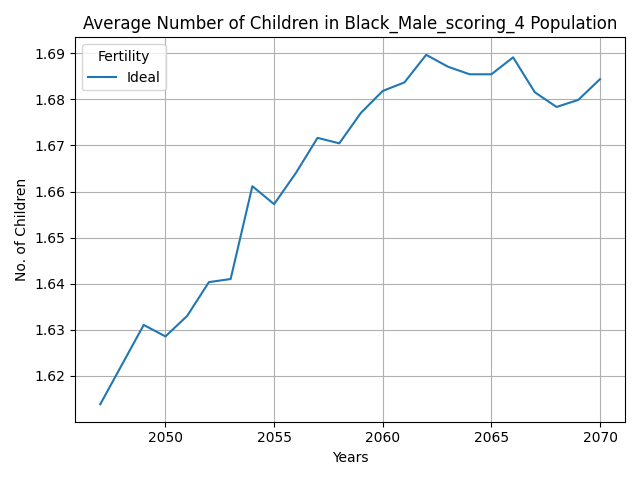 Average Number of Children in Black_Male_scoring_4 Population
Fertility
Ideal
No. of Children
1.69
1.68
1.67
1.66
1.65
1.64
1.63
1.62
2050 2055 2060 2065 2070
Years